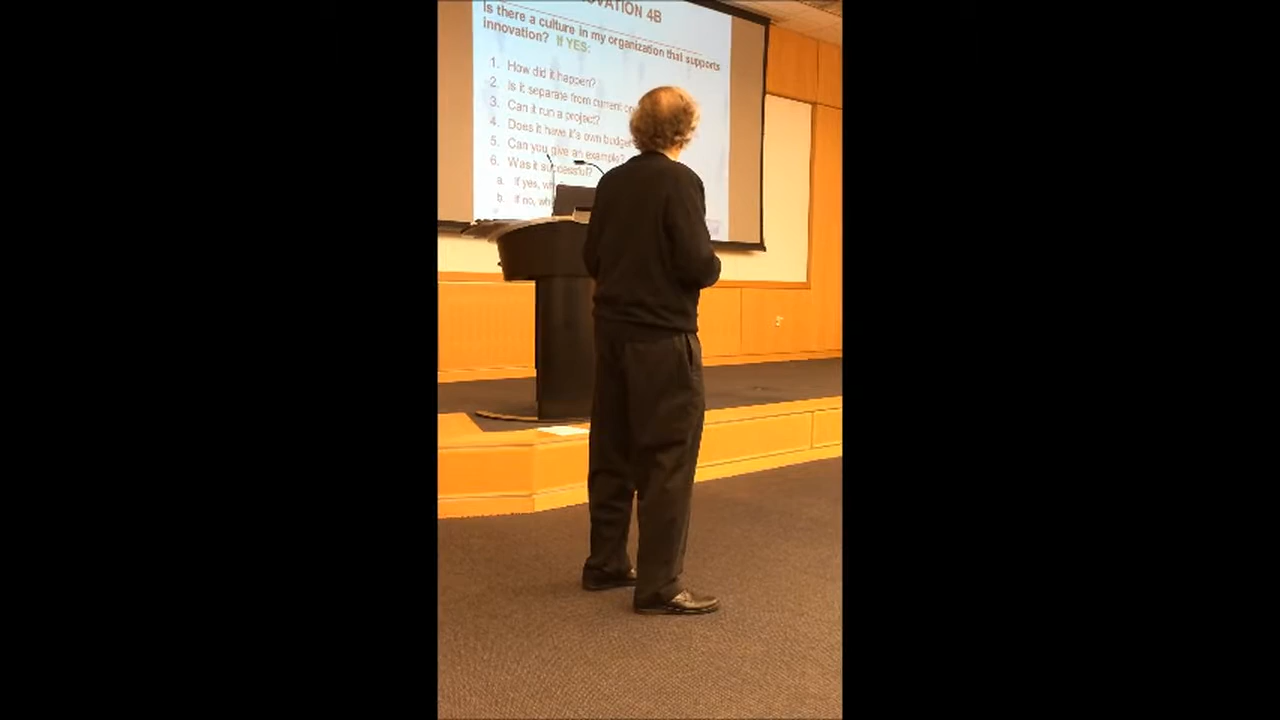 OVATION 4B
Is there a culture in my organization that supports
innovation? If YES:
1. How did it happen?
2. Is it separate from current
3. Can it run a project?
4. Does it have it's own budget
5. Can you give an example?
6. Was it successful?
a. If yes,
b. If no,